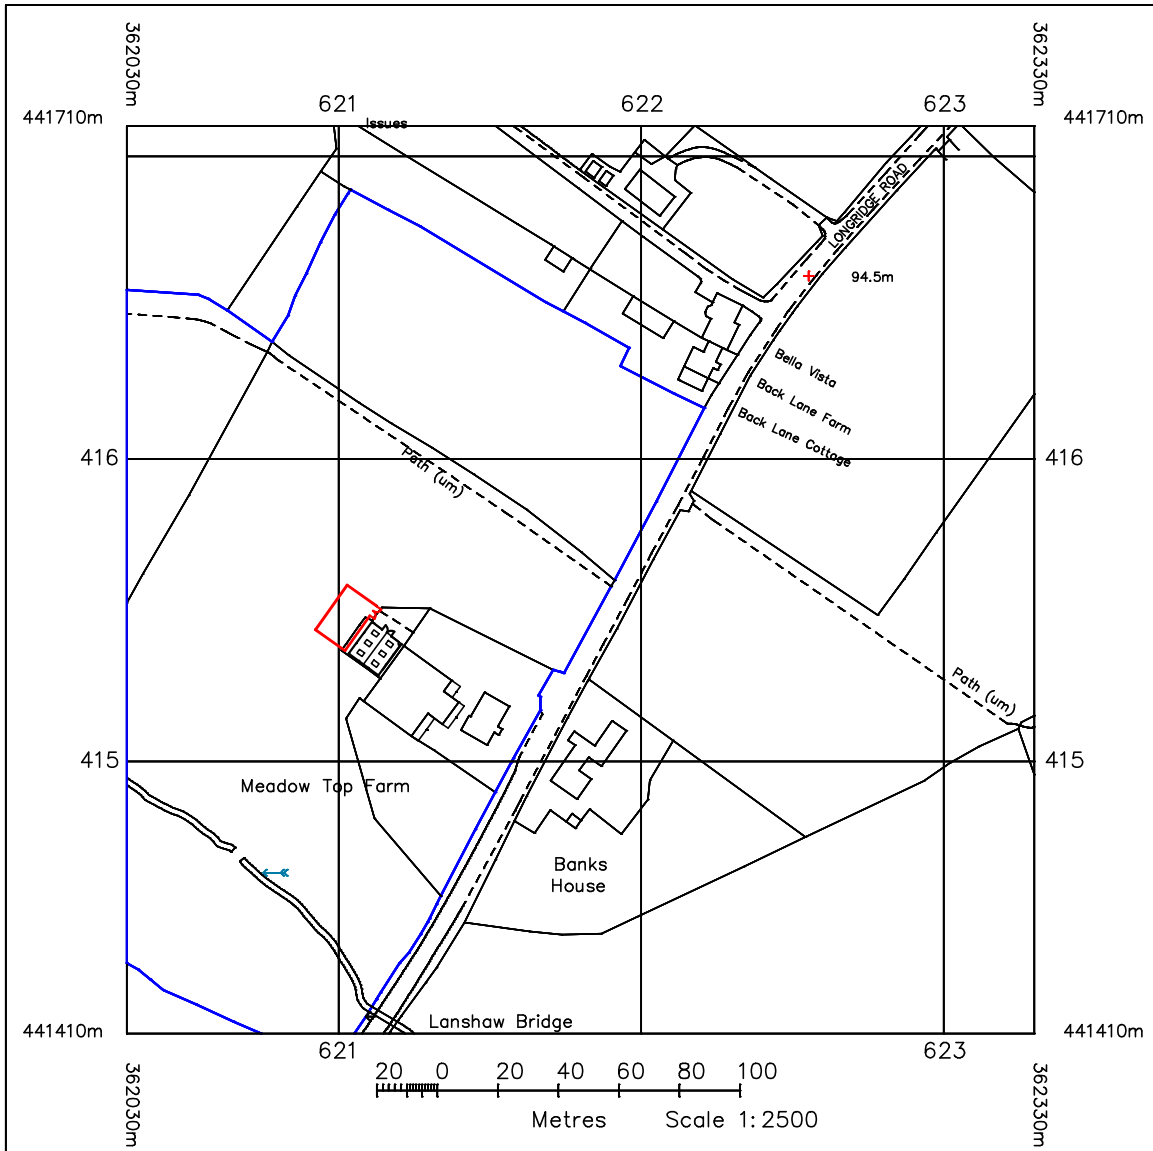 362030m
362330m
621
622
623
441710m
441710m
Issues
LONGRIDGE ROAD
94.5m
Bella Vista
Back Lane Farm
Back Lane Cottage
416
Path (um)
416
Path (um)
415
415
Meadow Top Farm
Banks
House
Lanshaw Bridge
441410m
441410m
621
623
362030m
362330m
20 0 20 40 60 80 100
Metres Scale 1:2500